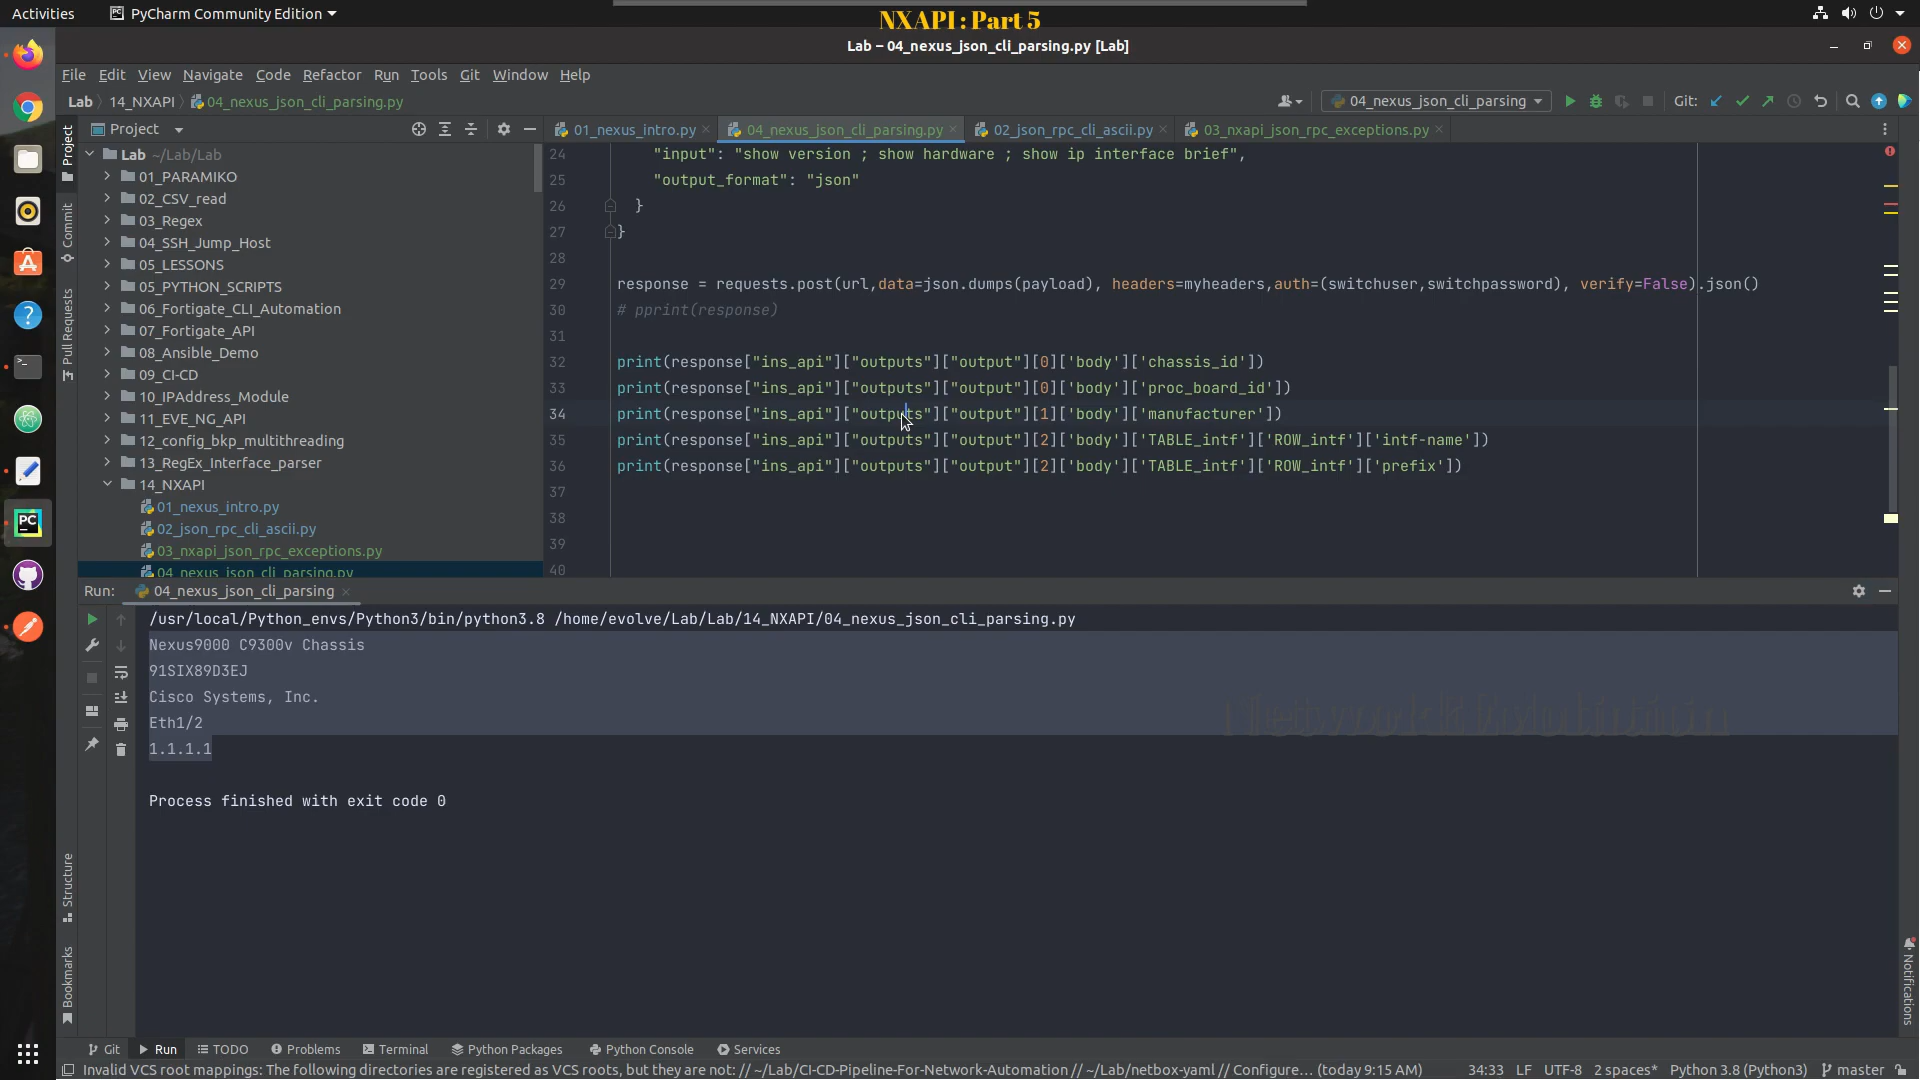 Activities
PyCharm Community Edition
NXAPI : Part 5
Lab – 04_nexus_json_cli_parsing.py [Lab]
File Edit View Navigate Code Refactor Run Tools Git Window Help
Lab 14_NXAPI 04_nexus_json_cli_parsing.py
04_nexus_json_cli_parsing
Git:
Project
01_nexus_intro.py
04_nexus_json_cli_parsing.py
02_json_rpc_cli_ascii.py
03_nxapi_json_rpc_exceptions.py
Project
Commit
Pull Requests
Structure
Bookmarks
Notifications
Lab ~/Lab/Lab
01_PARAMIKO
02_CSV_read
03_Regex
04_SSH_Jump_Host
05_LESSONS
05_PYTHON_SCRIPTS
06_Fortigate_CLI_Automation
07_Fortigate_API
08_Ansible_Demo
09_CI-CD
10_IPAddress_Module
11_EVE_NG_API
12_config_bkp_multithreading
13_RegEx_Interface_parser
14_NXAPI
01_nexus_intro.py
02_json_rpc_cli_ascii.py
03_nxapi_json_rpc_exceptions.py
04_nexus_json_cli_parsing.py
24 "input": "show version ; show hardware ; show ip interface brief",
25 "output_format": "json"
26 }
27 }
28
29 response = requests.post(url,data=json.dumps(payload), headers=myheaders,auth=(switchuser,switchpassword), verify=False).json()
30 # pprint(response)
31
32 print(response["ins_api"]["outputs"]["output"][0]['body']['chassis_id'])
33 print(response["ins_api"]["outputs"]["output"][0]['body']['proc_board_id'])
34 print(response["ins_api"]["outputs"]["output"][1]['body']['manufacturer'])
35 print(response["ins_api"]["outputs"]["output"][2]['body']['TABLE_intf']['ROW_intf']['intf-name'])
36 print(response["ins_api"]["outputs"]["output"][2]['body']['TABLE_intf']['ROW_intf']['prefix'])
37
38
39
40
Run: 04_nexus_json_cli_parsing
/usr/local/Python_envs/Python3/bin/python3.8 /home/evolve/Lab/Lab/14_NXAPI/04_nexus_json_cli_parsing.py
Nexus9000 C9300v Chassis
91SIX89D3EJ
Cisco Systems, Inc.
Eth1/2
1.1.1.1
Process finished with exit code 0
Git Run TODO Problems Terminal Python Packages Python Console Services
Invalid VCS root mappings: The following directories are registered as VCS roots, but they are not: // ~/Lab/CI-CD-Pipeline-For-Network-Automation // ~/Lab/netbox-yaml // Configure... (today 9:15 AM)
34:33 LF UTF-8 2 spaces* Python 3.8 (Python3) master